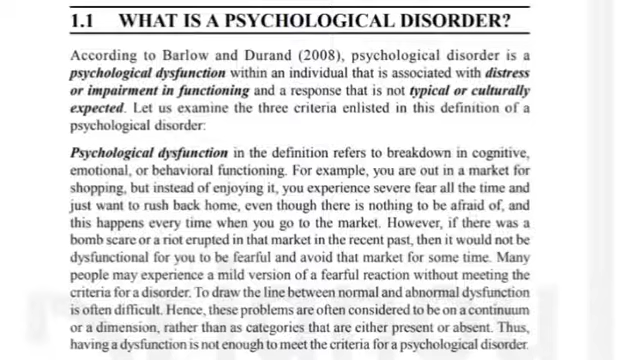 1.1 WHAT IS A PSYCHOLOGICAL DISORDER?
According to Barlow and Durand (2008), psychological disorder is a
psychological dysfunction within an individual that is associated with distress
or impairment in functioning and a response that is not typical or culturally
expected. Let us examine the three criteria enlisted in this definition of a
psychological disorder:
Psychological dysfunction in the definition refers to breakdown in cognitive,
emotional, or behavioral functioning. For example, you are out in a market for
shopping, but instead of enjoying it, you experience severe fear all the time and
just want to rush back home, even though there is nothing to be afraid of, and
this happens every time when you go to the market. However, if there was a
bomb scare or a riot erupted in that market in the recent past, then it would not be
dysfunctional for you to be fearful and avoid that market for some time. Many
people may experience a mild version of a fearful reaction without meeting the
criteria for a disorder. To draw the line between normal and abnormal dysfunction
is often difficult. Hence, these problems are often considered to be on a continuum
or a dimension, rather than as categories that are either present or absent. Thus,
having a dysfunction is not enough to meet the criteria for a psychological disorder.